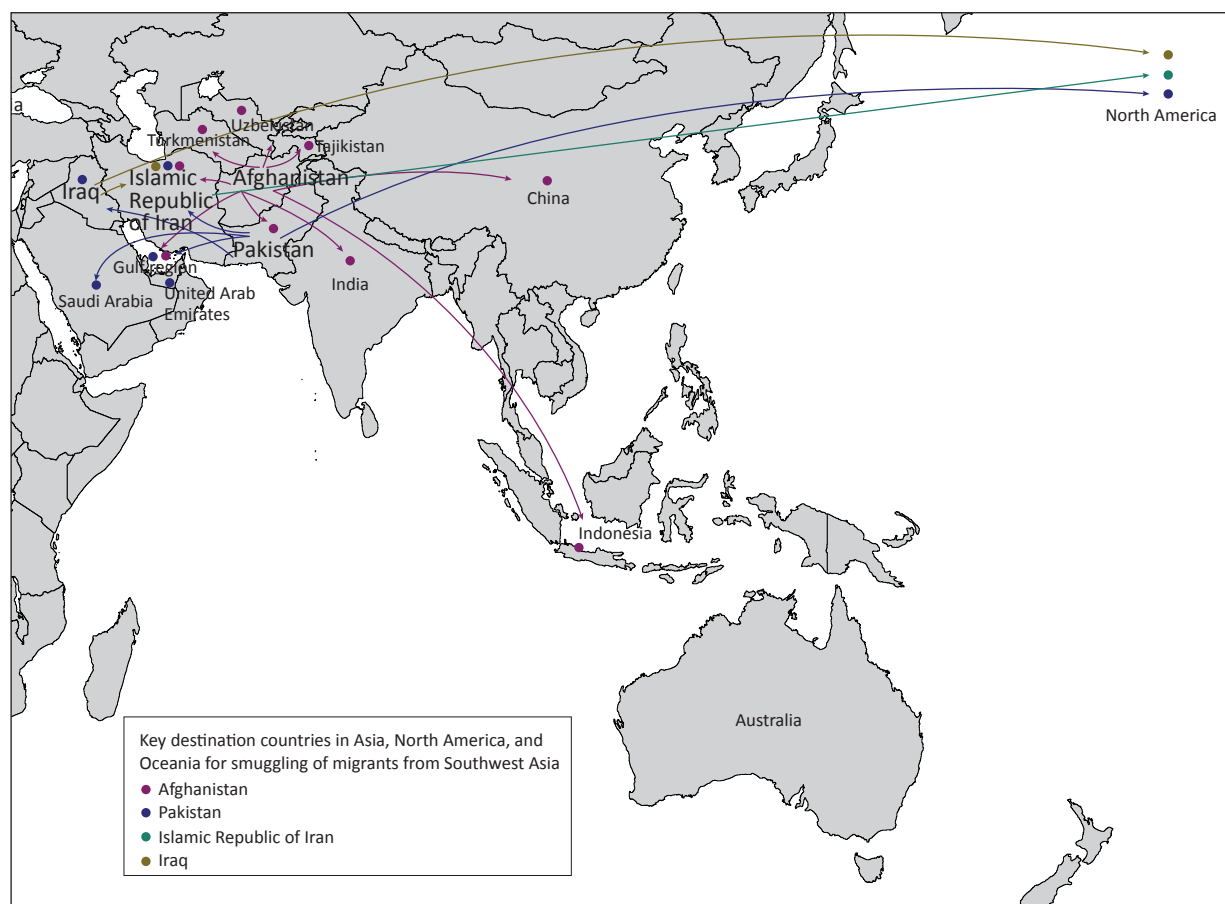 a
North America
Uzbekistan
Turkmenistan
Tajikistan
Iraq
Islamic
Republic
of Iran
Afghanistan
China
Pakistan
Gulf region
India
Saudi Arabia
United Arab
Emirates
Indonesia
Australia
Key destination countries in Asia, North America, and
Oceania for smuggling of migrants from Southwest Asia
Afghanistan
Pakistan
Islamic Republic of Iran
Iraq